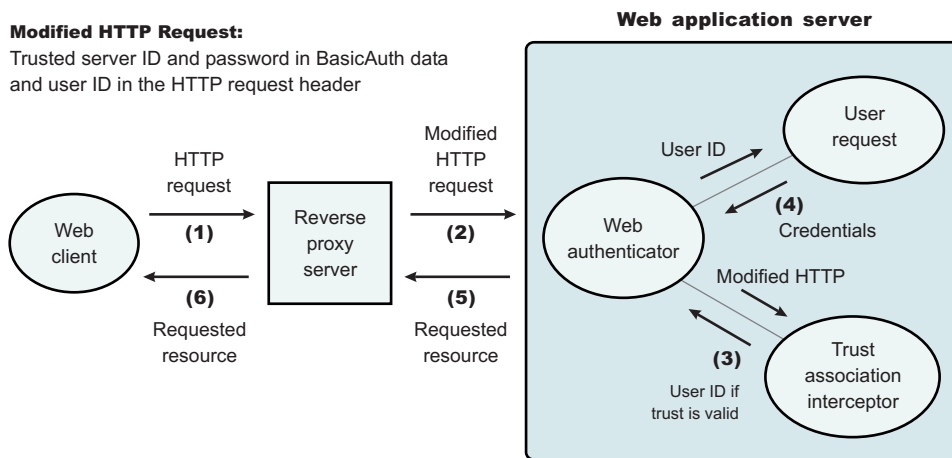 Web application server
Modified HTTP Request:
Trusted server ID and password in BasicAuth data
and user ID in the HTTP request header
Web
client
HTTP
request
(1)
(6)
Requested
resource
Reverse
proxy
server
Modified
HTTP
request
(2)
(5)
Requested
resource
Web
authenticator
User ID
(4)
Credentials
User
request
Modified HTTP
(3)
User ID if
trust is valid
Trust
association
interceptor